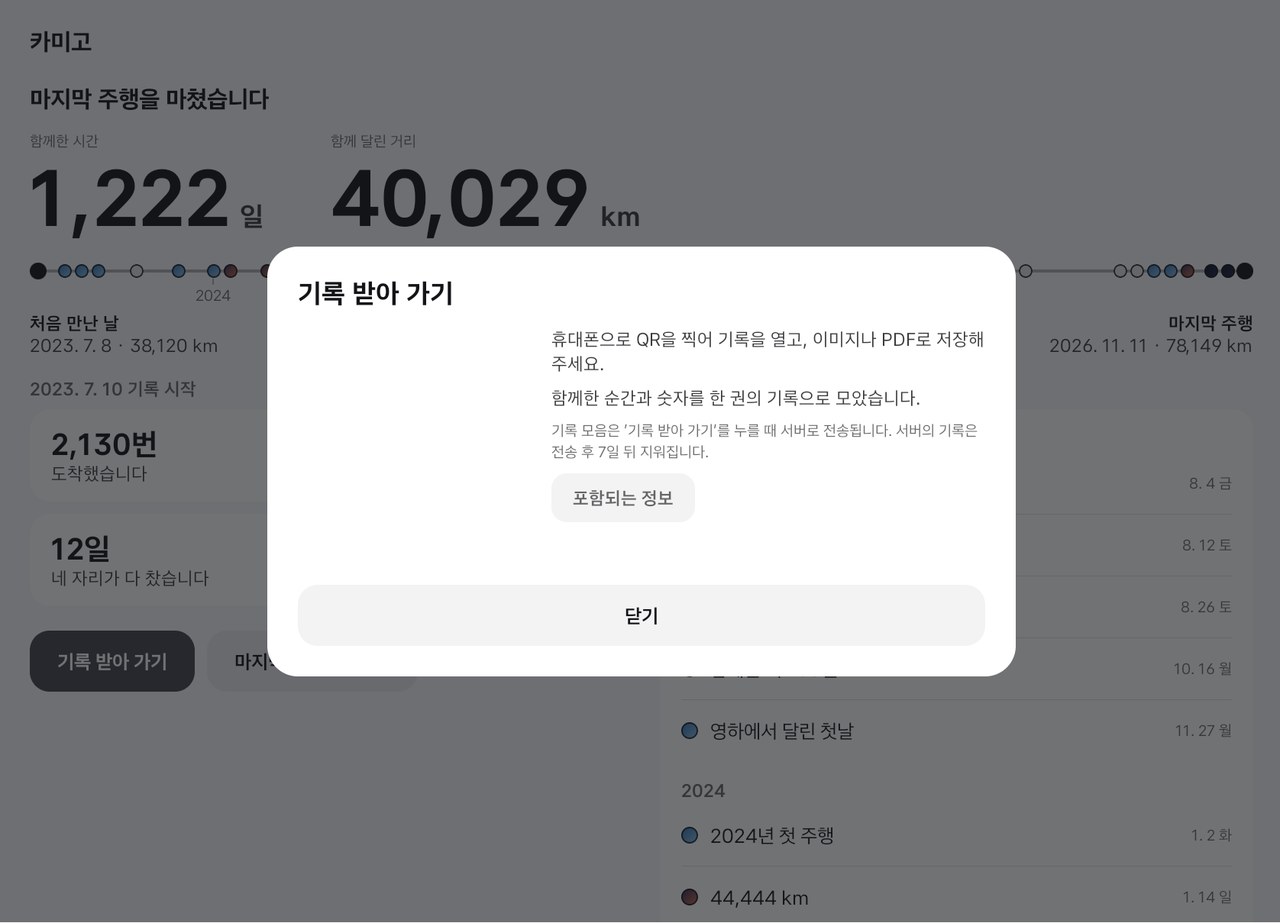 카미고
마지막 주행을 마쳤습니다
함께한 시간
함께 달린 거리
1,222 일
40,029 km
2024
처음 만난 날
2023. 7. 8 · 38,120 km
마지막 주행
2026. 11. 11 · 78,149 km
2023. 7. 10 기록 시작
2,130번
도착했습니다
12일
네 자리가 다 찼습니다
기록 받아 가기
기록 받아 가기
휴대폰으로 QR을 찍어 기록을 열고, 이미지나 PDF로 저장해
주세요.
함께한 순간과 숫자를 한 권의 기록으로 모았습니다.
기록 모음은 '기록 받아 가기'를 누를 때 서버로 전송됩니다. 서버의 기록은
전송 후 7일 뒤 지워집니다.
포함되는 정보
닫기
8. 4 금
8. 12 토
8. 26 토
10. 16 월
영하에서 달린 첫날
11. 27 월
2024
2024년 첫 주행
1. 2 화
44,444 km
1. 14 일